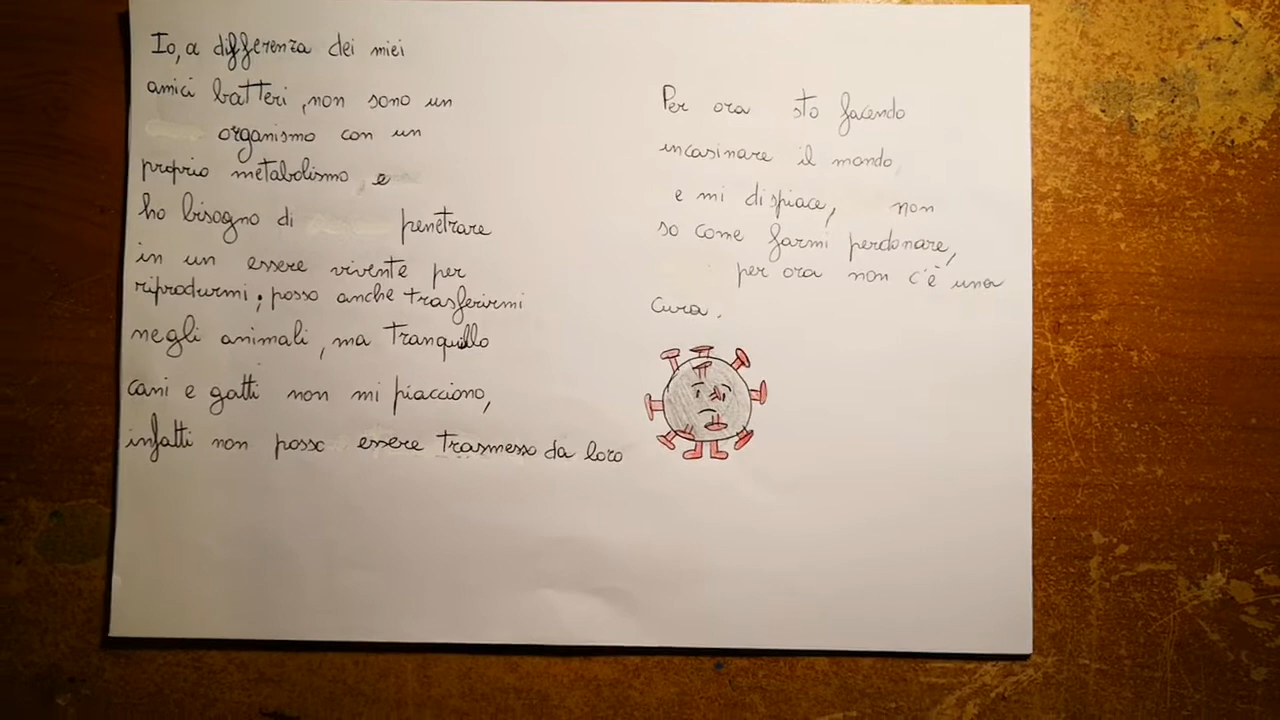 Io, a differenza dei miei
amici batteri, non sono un
organismo con un
proprio metabolismo, e
ho bisogno di penetrare
in un essere vivente per
riprodurmi; posso anche trasferirmi
negli animali, ma tranquillo
cani e gatti non mi piacciono,
infatti non posso essere trasmesso da loro
Per ora sto facendo
incasinare il mondo,
e mi dispiace, non
so come farmi perdonare,
per ora non c'è una
cura.